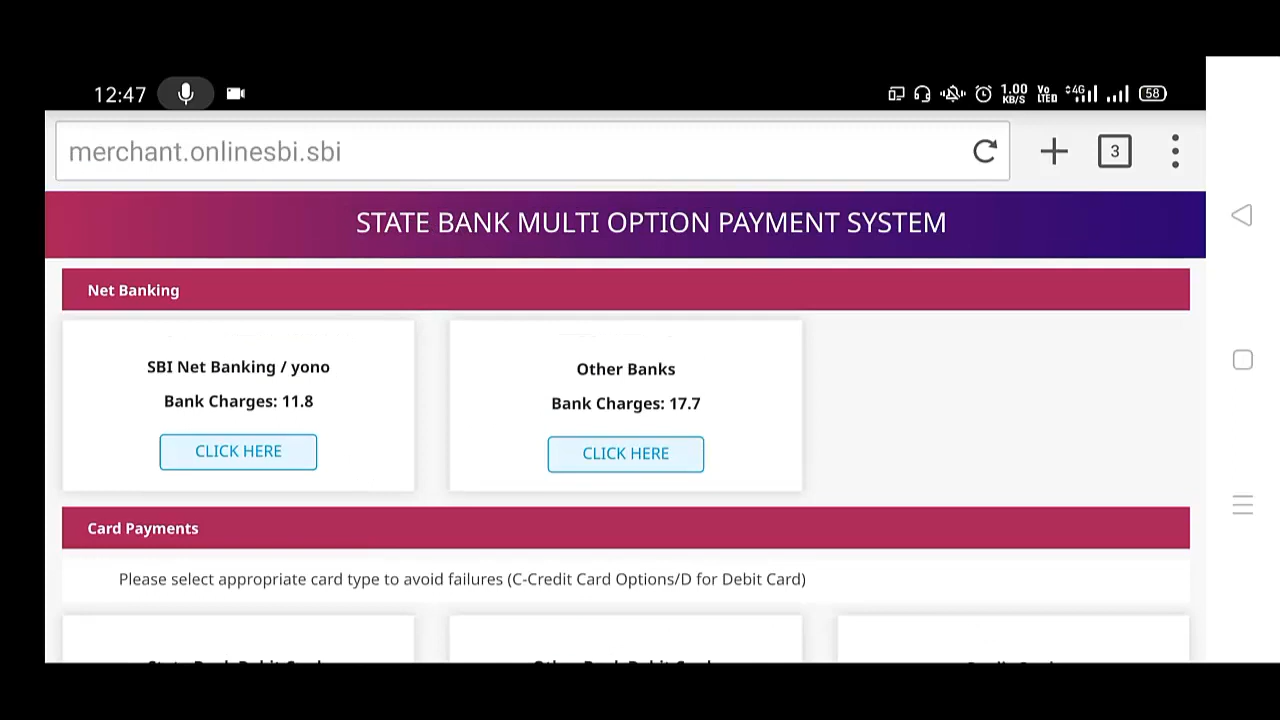 12:47
1.00 KB/S Vo LTED 4G 58
merchant.onlinesbi.sbi
3
STATE BANK MULTI OPTION PAYMENT SYSTEM
Net Banking
SBI Net Banking / yono
Bank Charges: 11.8
CLICK HERE
Other Banks
Bank Charges: 17.7
CLICK HERE
Card Payments
Please select appropriate card type to avoid failures (C-Credit Card Options/D for Debit Card)